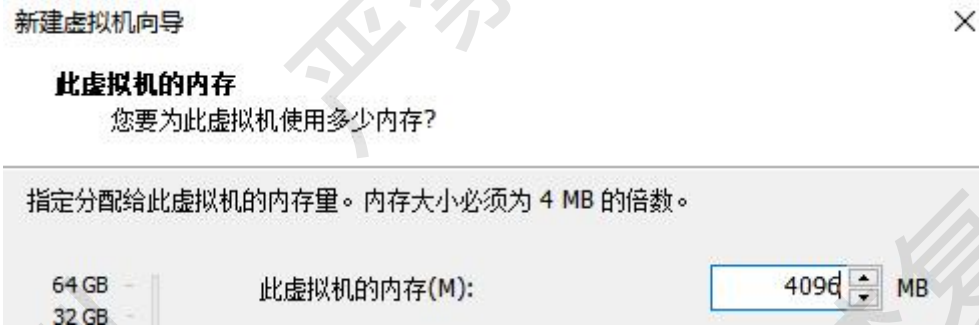 新建虚拟机向导
此虚拟机的内存
您要为此虚拟机使用多少内存?
指定分配给此虚拟机的内存量。内存大小必须为 4 MB 的倍数。
64 GB
此虚拟机的内存(M):
4096
MB
32 GB